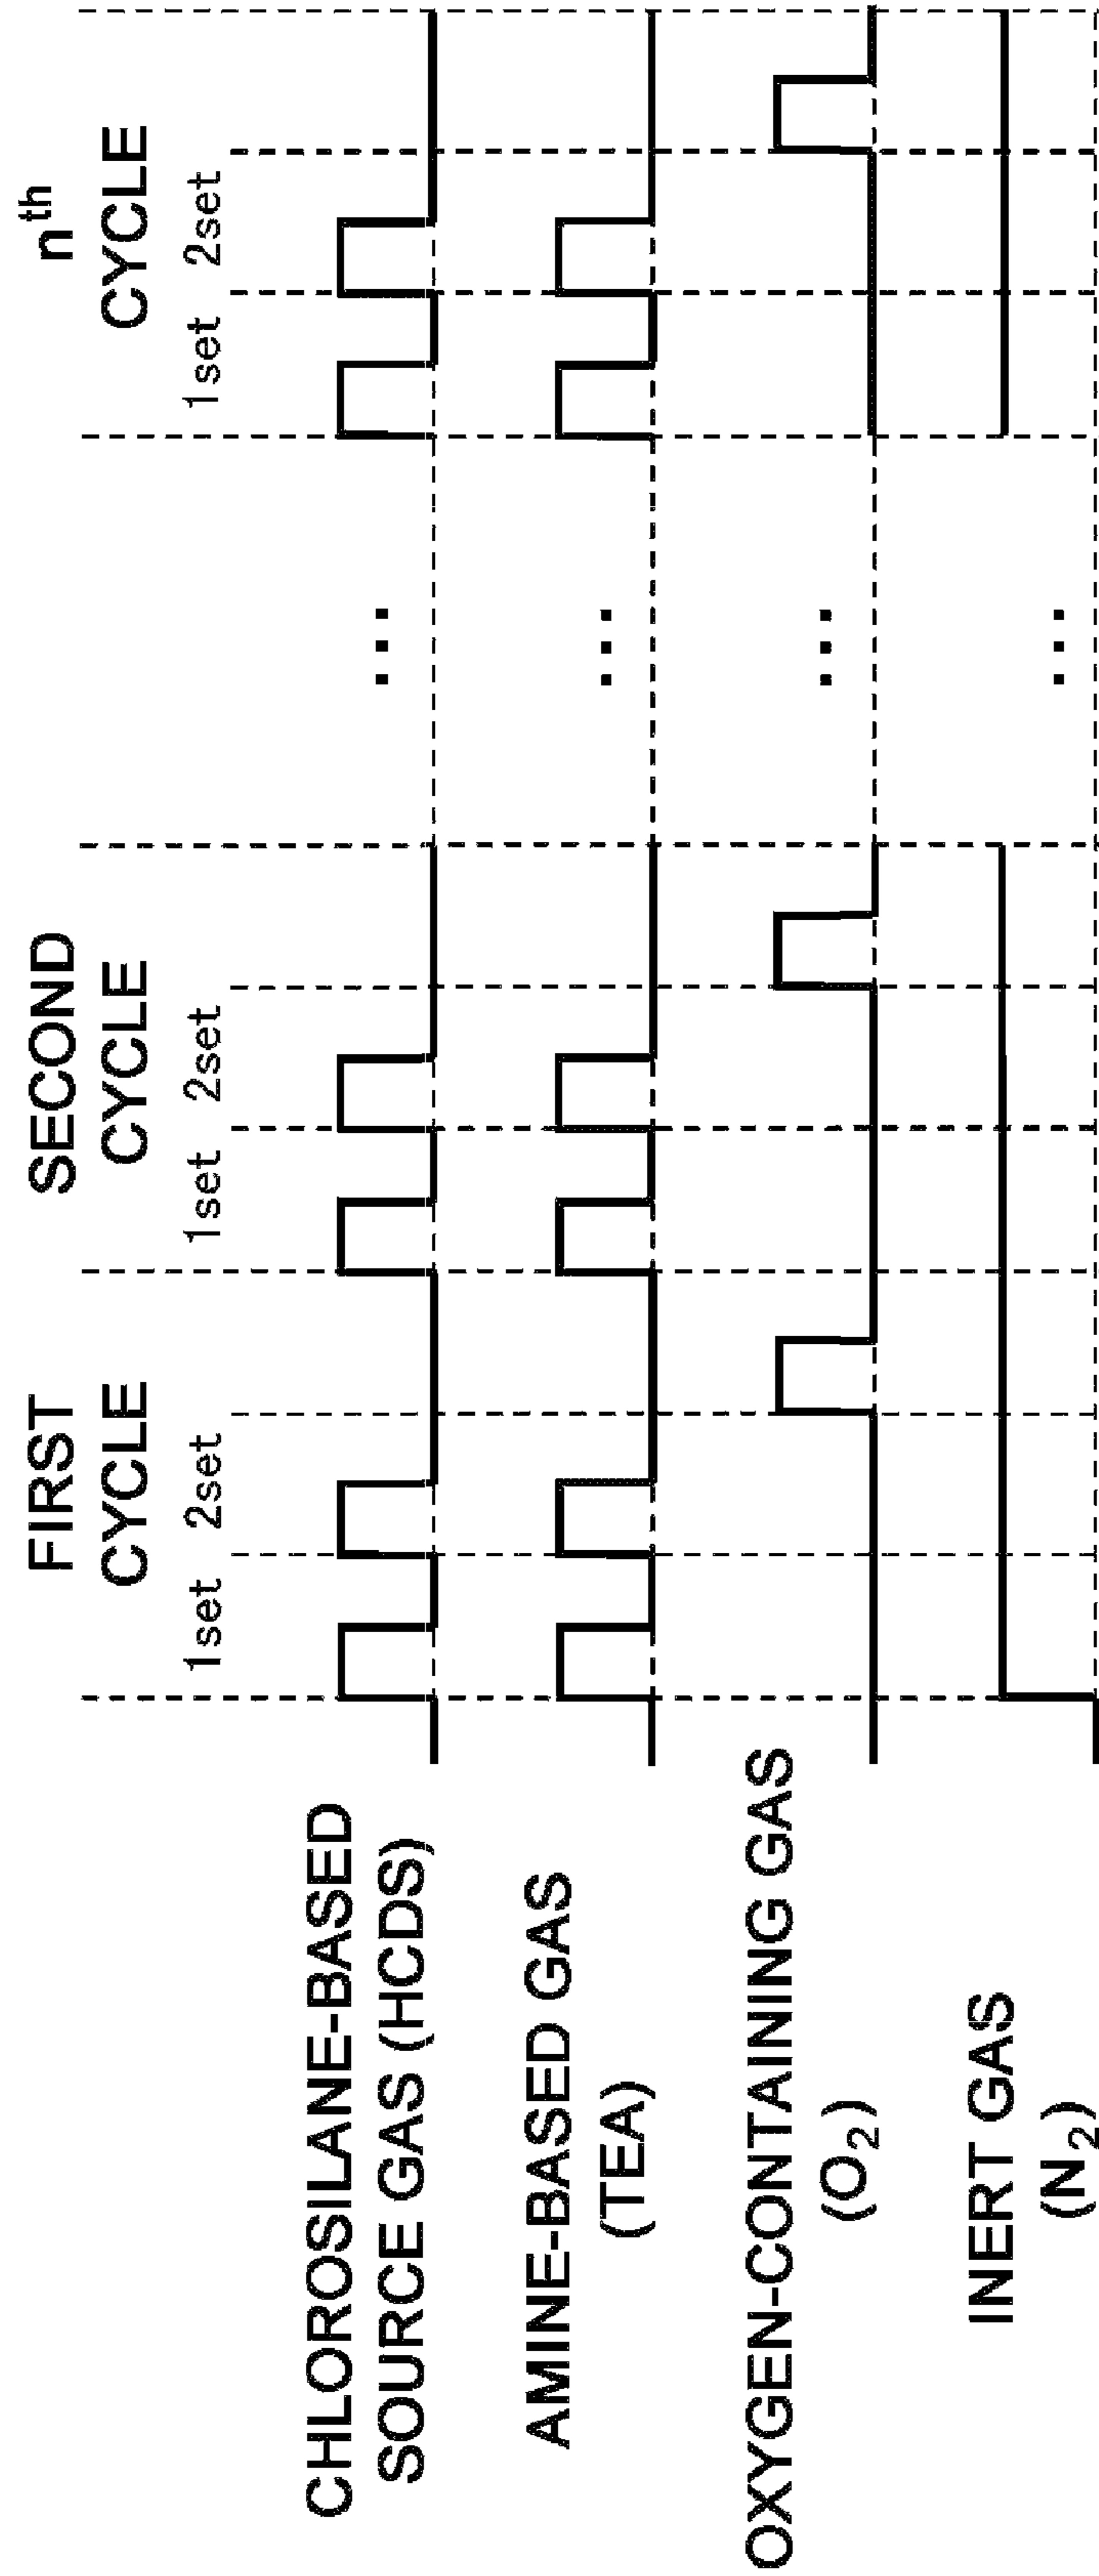 FIRST
CYCLE
SECOND
CYCLE
nth
CYCLE
1set 2set
1set 2set
1set 2set
CHLOROSILANE-BASED
SOURCE GAS (HCDS)
...
AMINE-BASED GAS
(TEA)
...
OXYGEN-CONTAINING GAS
(O2)
...
INERT GAS
(N2)
...